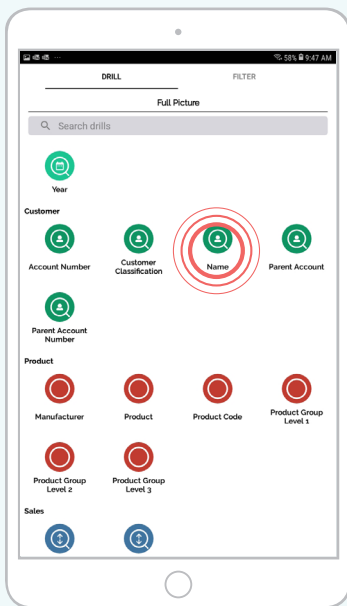 58% 9:47 AM
DRILL FILTER
Full Picture
Search drills
Year
Customer
Account Number
Customer
Classification
Name
Parent Account
Parent Account
Number
Product
Manufacturer
Product
Product Code
Product Group
Level 1
Product Group
Level 2
Product Group
Level 3
Sales